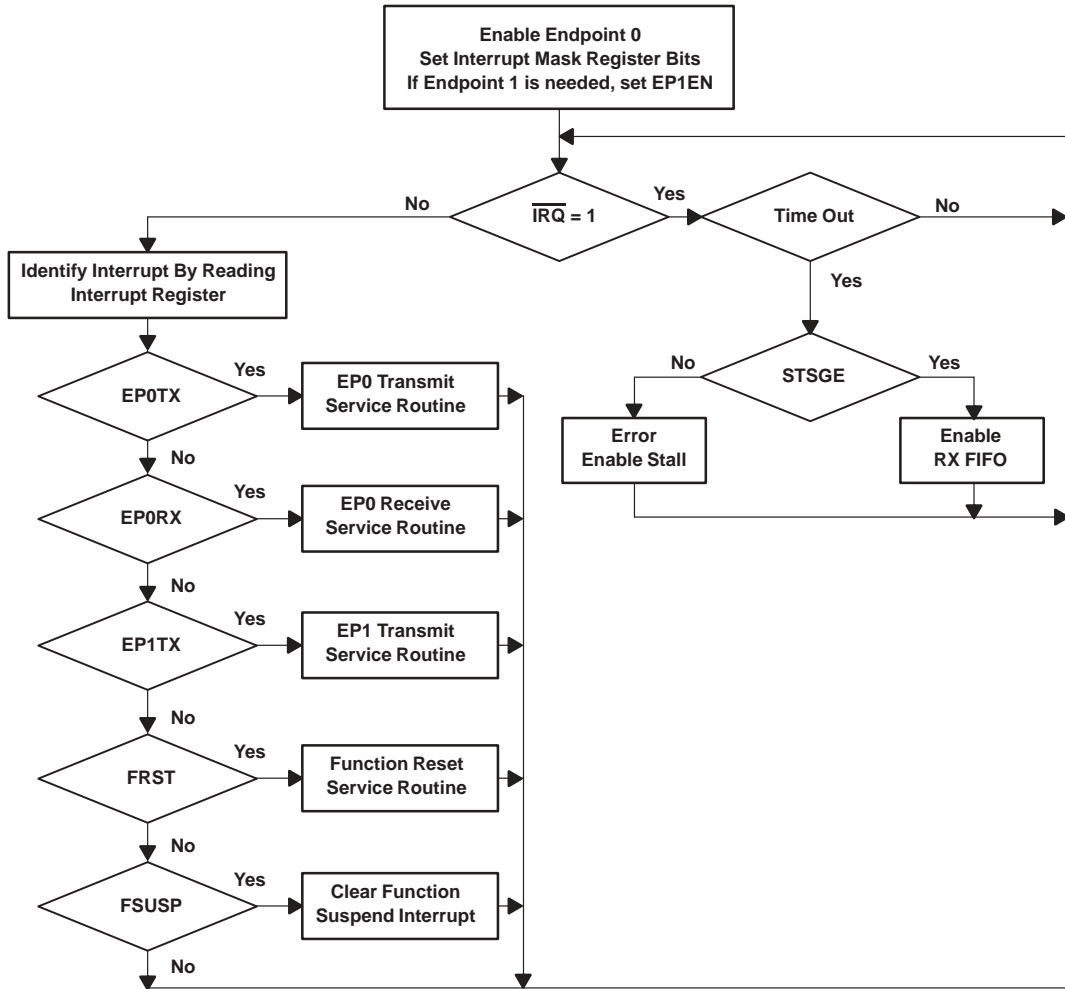 Enable Endpoint 0
Set Interrupt Mask Register Bits
If Endpoint 1 is needed, set EP1EN
No
IRQ = 1
Yes
Time Out
No
Identify Interrupt By Reading
Interrupt Register
Yes
No
STSGE
Yes
EP0TX
Yes
EP0 Transmit
Service Routine
Error
Enable Stall
Enable
RX FIFO
No
EP0RX
Yes
EP0 Receive
Service Routine
No
EP1TX
Yes
EP1 Transmit
Service Routine
No
FRST
Yes
Function Reset
Service Routine
No
FSUSP
Yes
Clear Function
Suspend Interrupt
No